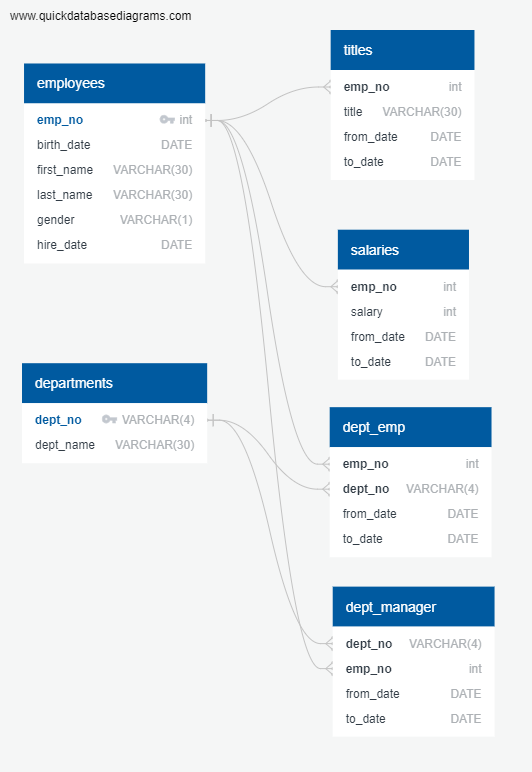 www.quickdatabasediagrams.com
employees
emp_no int
birth_date DATE
first_name VARCHAR(30)
last_name VARCHAR(30)
gender VARCHAR(1)
hire_date DATE
departments
dept_no VARCHAR(4)
dept_name VARCHAR(30)
titles
emp_no int
title VARCHAR(30)
from_date DATE
to_date DATE
salaries
emp_no int
salary int
from_date DATE
to_date DATE
dept_emp
emp_no int
dept_no VARCHAR(4)
from_date DATE
to_date DATE
dept_manager
dept_no VARCHAR(4)
emp_no int
from_date DATE
to_date DATE